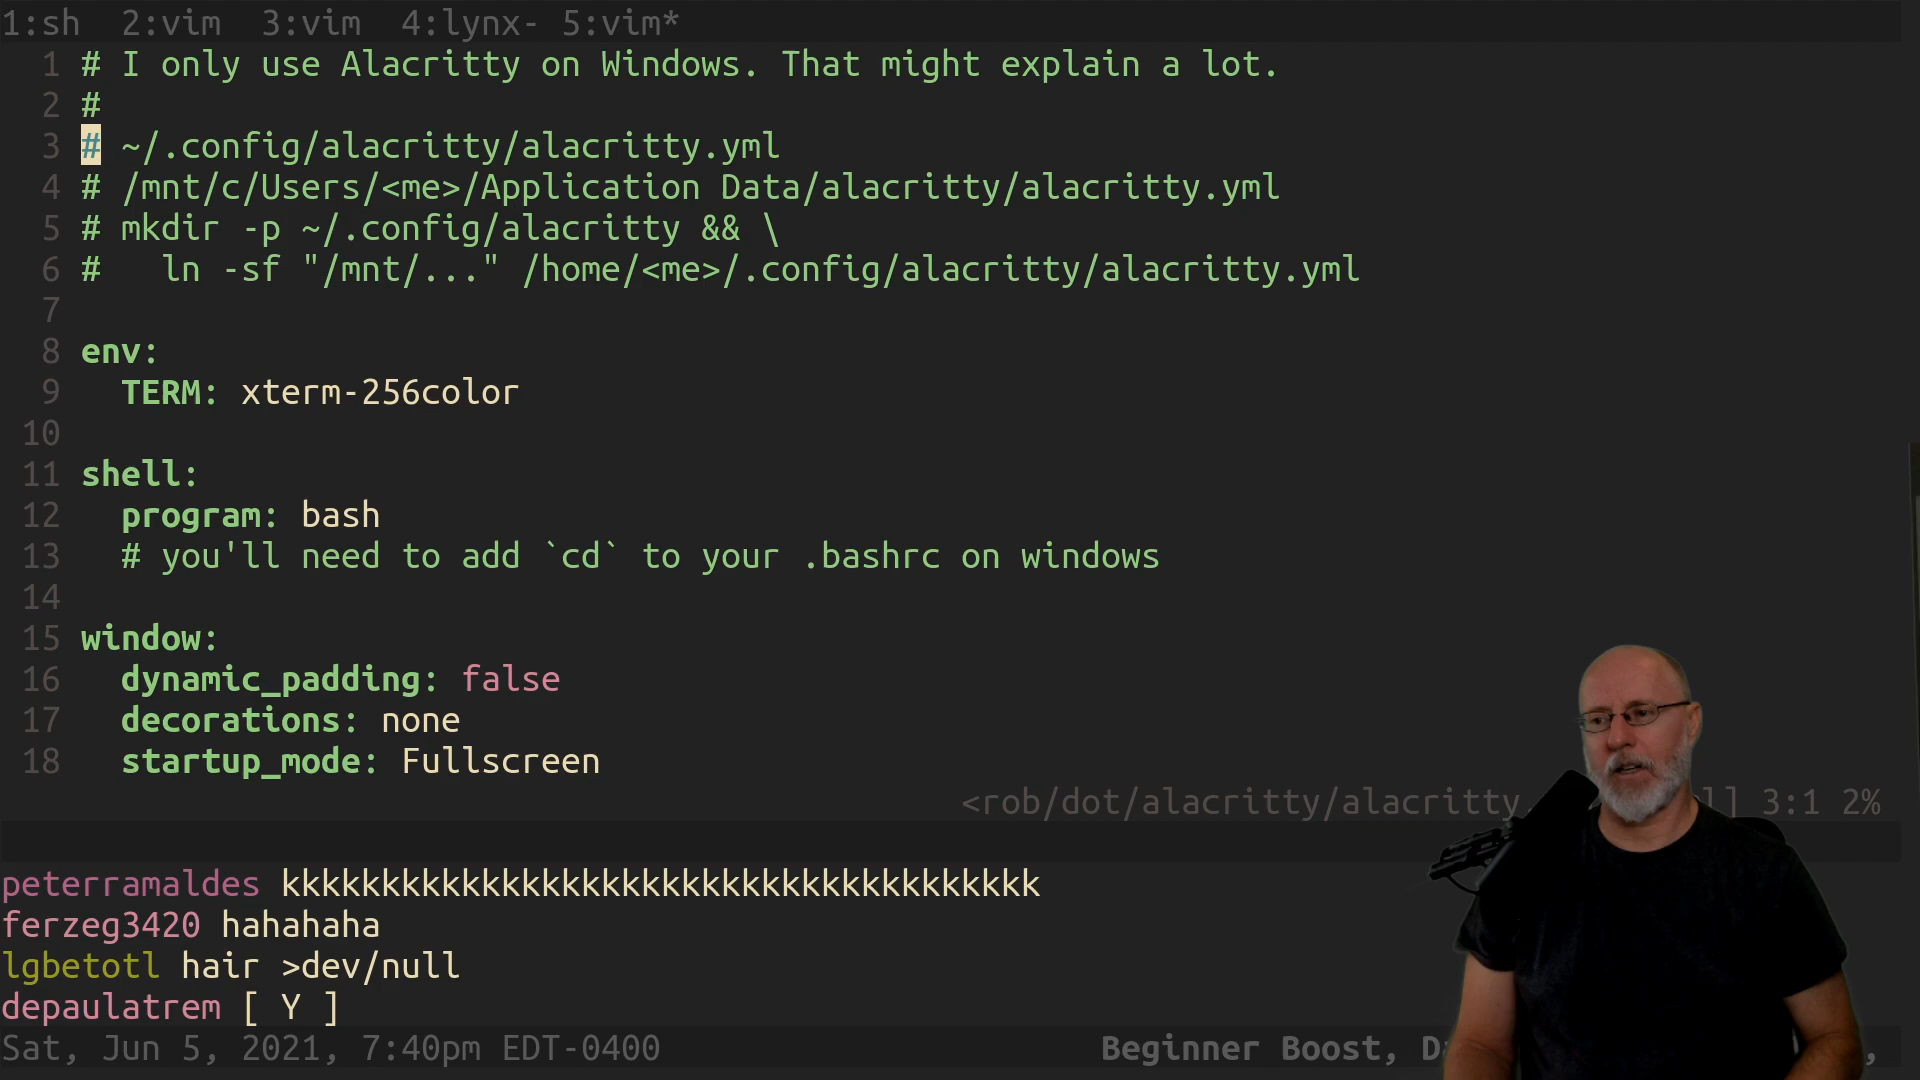 1:sh  2:vim  3:vim  4:lynx- 5:vim*
1 # I only use Alacritty on Windows. That might explain a lot.
2 #
3 # ~/.config/alacritty/alacritty.yml
4 # /mnt/c/Users/<me>/Application Data/alacritty/alacritty.yml
5 # mkdir -p ~/.config/alacritty && \
6 #   ln -sf "/mnt/..." /home/<me>/.config/alacritty/alacritty.yml
7
8 env:
9   TERM: xterm-256color
10
11 shell:
12   program: bash
13   # you'll need to add `cd` to your .bashrc on windows
14
15 window:
16   dynamic_padding: false
17   decorations: none
18   startup_mode: Fullscreen
<rob/dot/alacritty/alacritty. l] 3:1 2%
peterramaldes kkkkkkkkkkkkkkkkkkkkkkkkkkkkkkkkkkkkkk
ferzeg3420 hahahaha
lgbetotl hair >dev/null
depaulatrem [ Y ]
Sat, Jun 5, 2021, 7:40pm EDT-0400 Beginner Boost,